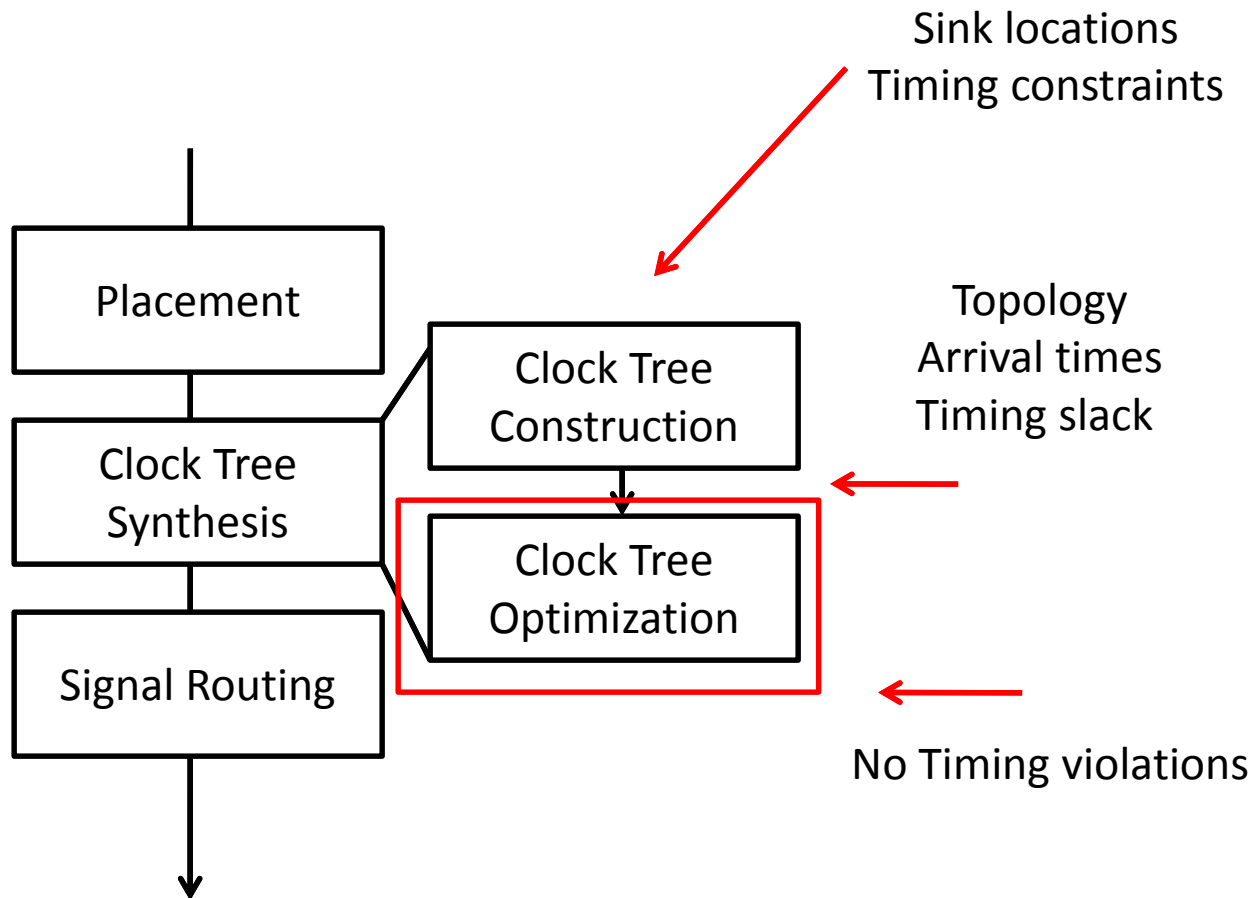 Sink locations
Timing constraints
Placement
Clock Tree
Synthesis
Signal Routing
Clock Tree
Construction
Clock Tree
Optimization
Topology
Arrival times
Timing slack
No Timing violations